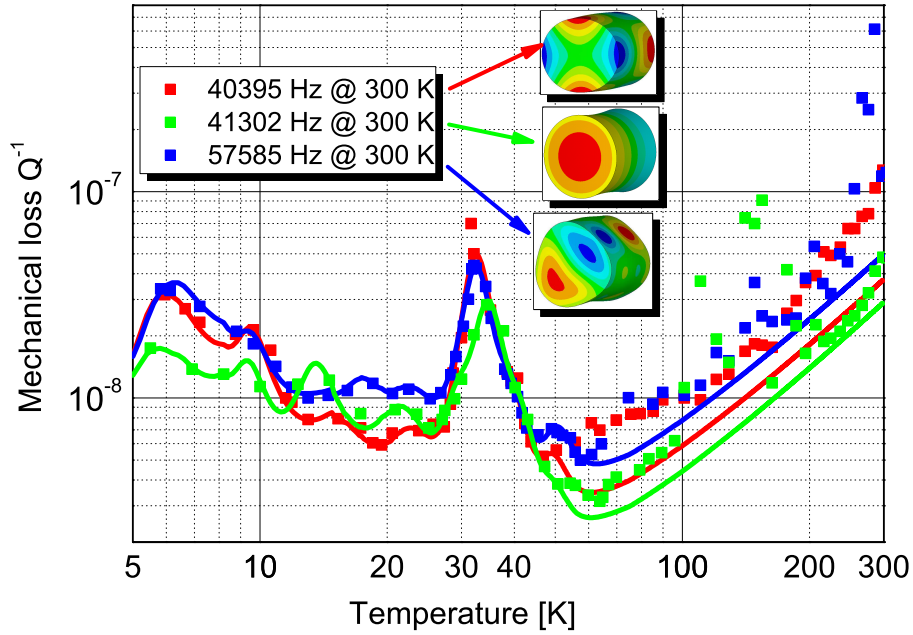 40395 Hz @ 300 K
41302 Hz @ 300 K
57585 Hz @ 300 K
Mechanical loss Q⁻¹
10⁻⁷
10⁻⁸
5 10 20 30 40 100 200 300
Temperature [K]